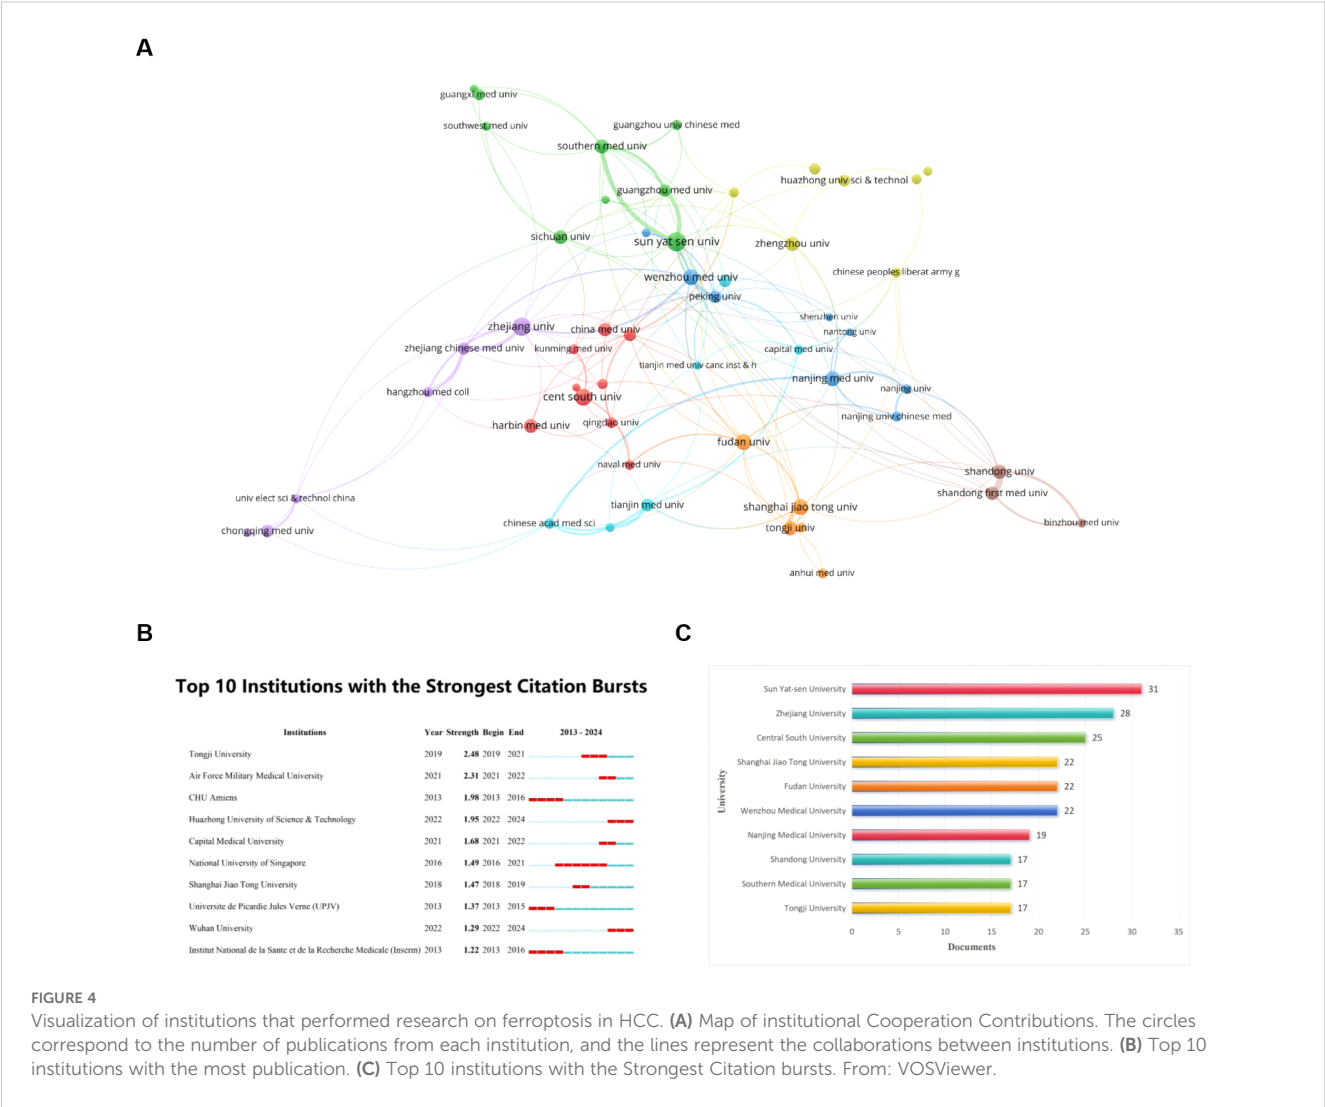 A
guangxi med univ
southwest med univ
guangzhou univ chinese med
southern med univ
huazhong univ sci & technol
guangzhou med univ
sichuan univ
sun yat sen univ
zhengzhou univ
wenzhou med univ
chinese peoples liberat army g
peking univ
shenzhen univ
zhejiang univ
china med univ
nantong univ
zhejiang chinese med univ
kunming med univ
capital med univ
tianjin med univ canc inst & h
nanjing med univ
hangzhou med coll
nanjing univ
cent south univ
nanjing univ chinese med
harbin med univ
qingdao univ
fudan univ
naval med univ
shandong univ
shandong first med univ
univ elect sci & technol china
tianjin med univ
shanghai jiao tong univ
chinese acad med sci
binzhou med univ
chongqing med univ
tongji univ
anhui med univ
B
Top 10 Institutions with the Strongest Citation Bursts
Institutions Year Strength Begin End 2013 - 2024
Tongji University 2019 2.48 2019 2021
Air Force Military Medical University 2021 2.31 2021 2022
CHU Amiens 2013 1.98 2013 2016
Huazhong University of Science & Technology 2022 1.95 2022 2024
Capital Medical University 2021 1.68 2021 2022
National University of Singapore 2016 1.49 2016 2021
Shanghai Jiao Tong University 2018 1.47 2018 2019
Universite de Picardie Jules Verne (UPJV) 2013 1.37 2013 2015
Wuhan University 2022 1.29 2022 2024
Institut National de la Sante et de la Recherche Medicale (Inserm) 2013 1.22 2013 2016
C
University
Sun Yat-sen University 31
Zhejiang University 28
Central South University 25
Shanghai Jiao Tong University 22
Fudan University 22
Wenzhou Medical University 22
Nanjing Medical University 19
Shandong University 17
Southern Medical University 17
Tongji University 17
0 5 10 15 20 25 30 35
Documents
FIGURE 4
Visualization of institutions that performed research on ferroptosis in HCC. (A) Map of institutional Cooperation Contributions. The circles
correspond to the number of publications from each institution, and the lines represent the collaborations between institutions. (B) Top 10
institutions with the most publication. (C) Top 10 institutions with the Strongest Citation bursts. From: VOSViewer.